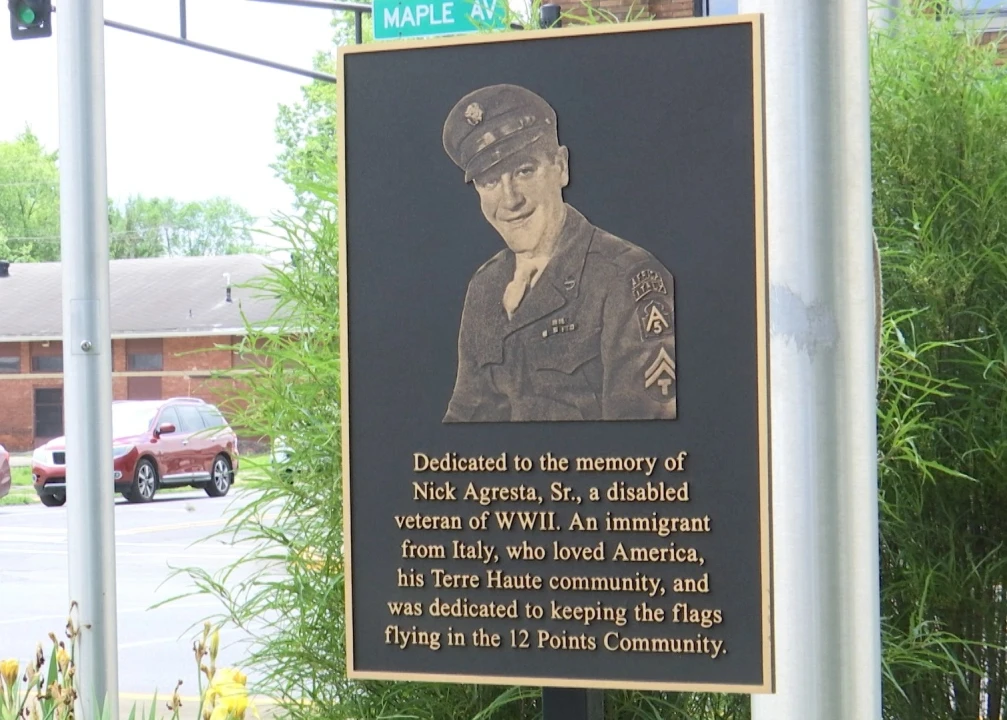 MAPLE AV
Dedicated to the memory of
Nick Agresta, Sr., a disabled
veteran of WWII. An immigrant
from Italy, who loved America,
his Terre Haute community, and
was dedicated to keeping the flags
flying in the 12 Points Community.
A
5
T